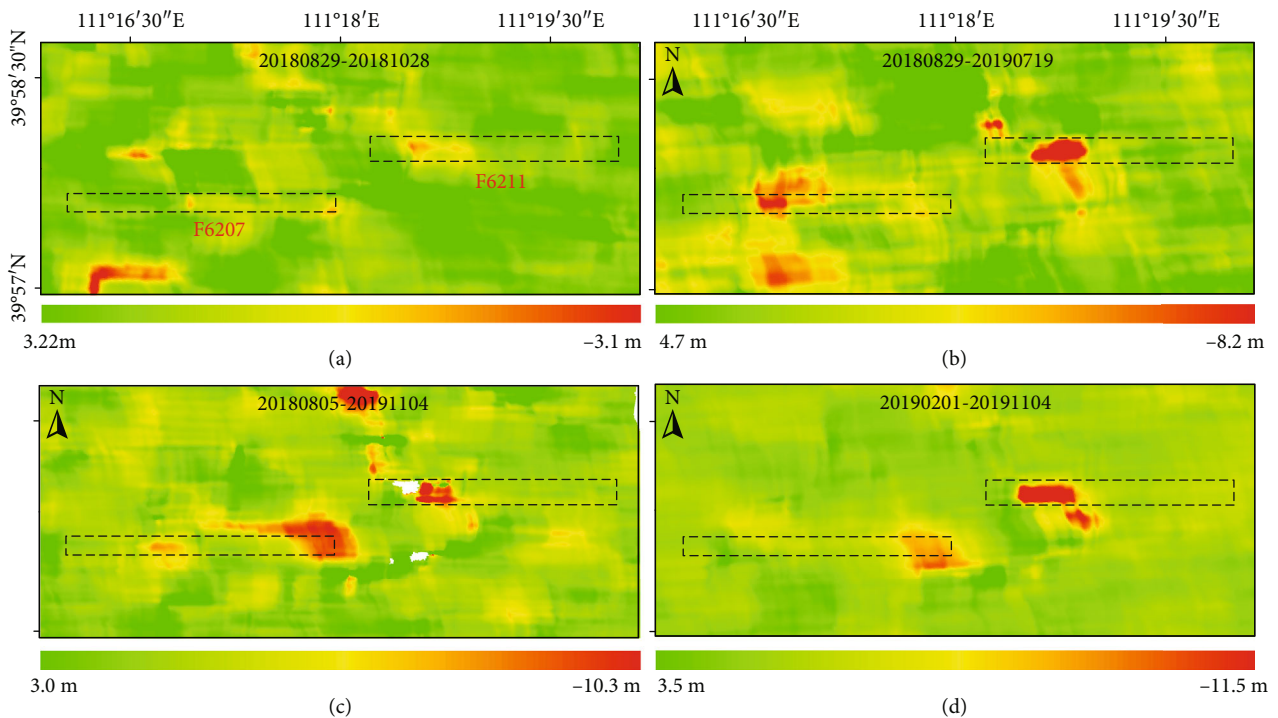 111°16′30″E 111°18′E 111°19′30″E 111°16′30″E 111°18′E 111°19′30″E
39°58′30″N
39°57′N
20180829-20181028
F6211
F6207
3.22m –3.1 m
(a)
N
20180829-20190719
4.7 m –8.2 m
(b)
N
20180805-20191104
3.0 m –10.3 m
(c)
N
20190201-20191104
3.5 m –11.5 m
(d)